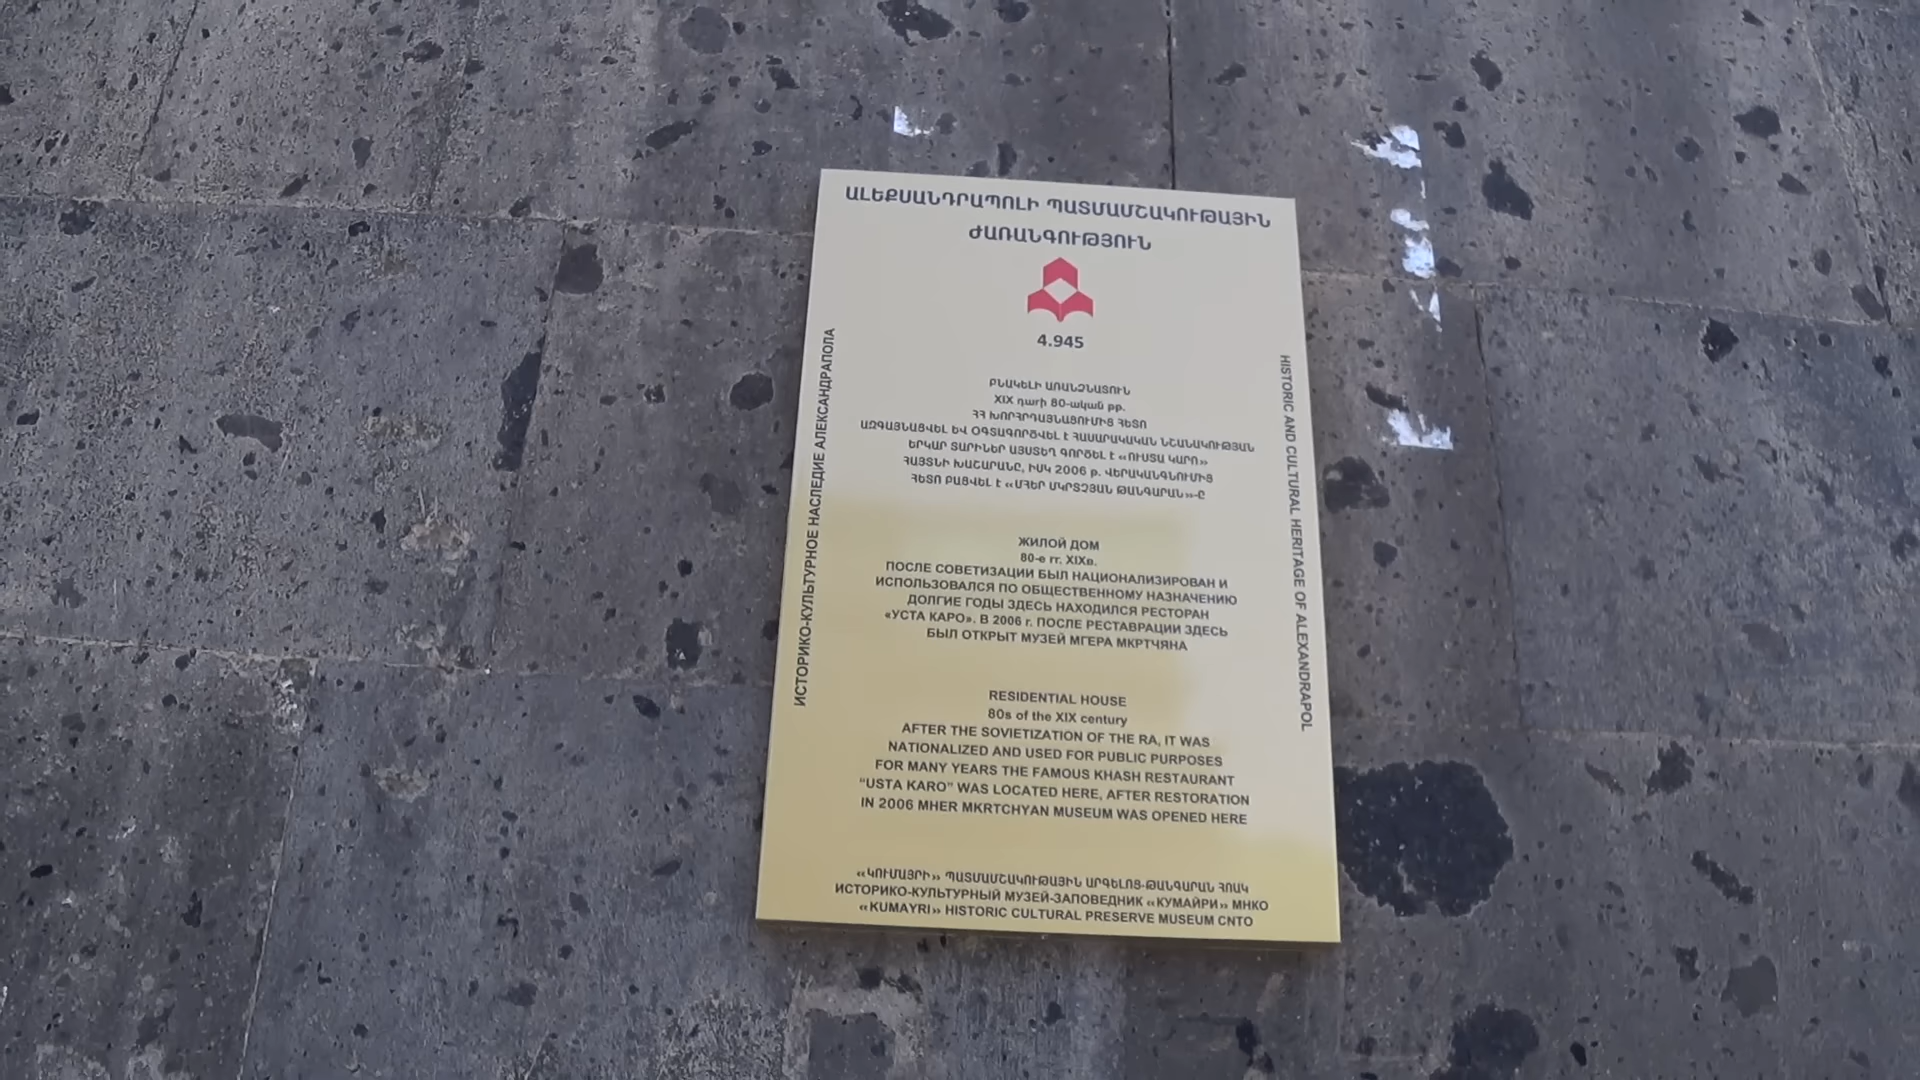 ԱԼԵՔՍԱՆԴՐԱՊՈԼԻ ՊԱՏՄԱՄՇԱԿՈՒԹԱՅԻՆ
ԺԱՌԱՆԳՈՒԹՅՈՒՆ
4.945
ԲՆԱԿԵԼԻ ԱՌԱՆՁՆԱՏՈՒՆ
XIX դարի 80-ական թթ.
ՀՀ ԽՈՐՀՐԴԱՅՆԱՑՈՒՄԻՑ ՀԵՏՈ
ԱԶԳԱՅՆԱՑՎԵԼ ԵՎ ՕԳՏԱԳՈՐԾՎԵԼ Է ՀԱՍԱՐԱԿԱԿԱՆ ՆՇԱՆԱԿՈՒԹՅԱՆ
ԵՐԿԱՐ ՏԱՐԻՆԵՐ ԱՅՍՏԵՂ ԳՈՐԾԵԼ Է «ՈՒՍՏԱ ԿԱՐՈ»
ՀԱՅՏՆԻ ԽԱՇԱՐԱՆԸ, ԻՍԿ 2006 թ. ՎԵՐԱԿԱՆԳՆՈՒՄԻՑ
ՀԵՏՈ ԲԱՑՎԵԼ Է «ՄՀԵՐ ՄԿՐՏՉՅԱՆ ԹԱՆԳԱՐԱՆ»-Ը
ЖИЛОЙ ДОМ
80-е гг. XIXв.
ПОСЛЕ СОВЕТИЗАЦИИ БЫЛ НАЦИОНАЛИЗИРОВАН И
ИСПОЛЬЗОВАЛСЯ ПО ОБЩЕСТВЕННОМУ НАЗНАЧЕНИЮ
ДОЛГИЕ ГОДЫ ЗДЕСЬ НАХОДИЛСЯ РЕСТОРАН
«УСТА КАРО». В 2006 г. ПОСЛЕ РЕСТАВРАЦИИ ЗДЕСЬ
БЫЛ ОТКРЫТ МУЗЕЙ МГЕРА МКРТЧЯНА
RESIDENTIAL HOUSE
80s of the XIX century
AFTER THE SOVIETIZATION OF THE RA, IT WAS
NATIONALIZED AND USED FOR PUBLIC PURPOSES
FOR MANY YEARS THE FAMOUS KHASH RESTAURANT
“USTA KARO” WAS LOCATED HERE, AFTER RESTORATION
IN 2006 MHER MKRTCHYAN MUSEUM WAS OPENED HERE
«ԿՈՒՄԱՅՐԻ» ՊԱՏՄԱՄՇԱԿՈՒԹԱՅԻՆ ԱՐԳԵԼՈՑ-ԹԱՆԳԱՐԱՆ ՀՈԱԿ
ИСТОРИКО-КУЛЬТУРНЫЙ МУЗЕЙ-ЗАПОВЕДНИК «КУМАЙРИ» МНКО
«KUMAYRI» HISTORIC CULTURAL PRESERVE MUSEUM CNTO
ИСТОРИКО-КУЛЬТУРНОЕ НАСЛЕДИЕ АЛЕКСАНДРАПОЛА
HISTORIC AND CULTURAL HERITAGE OF ALEXANDRAPOL